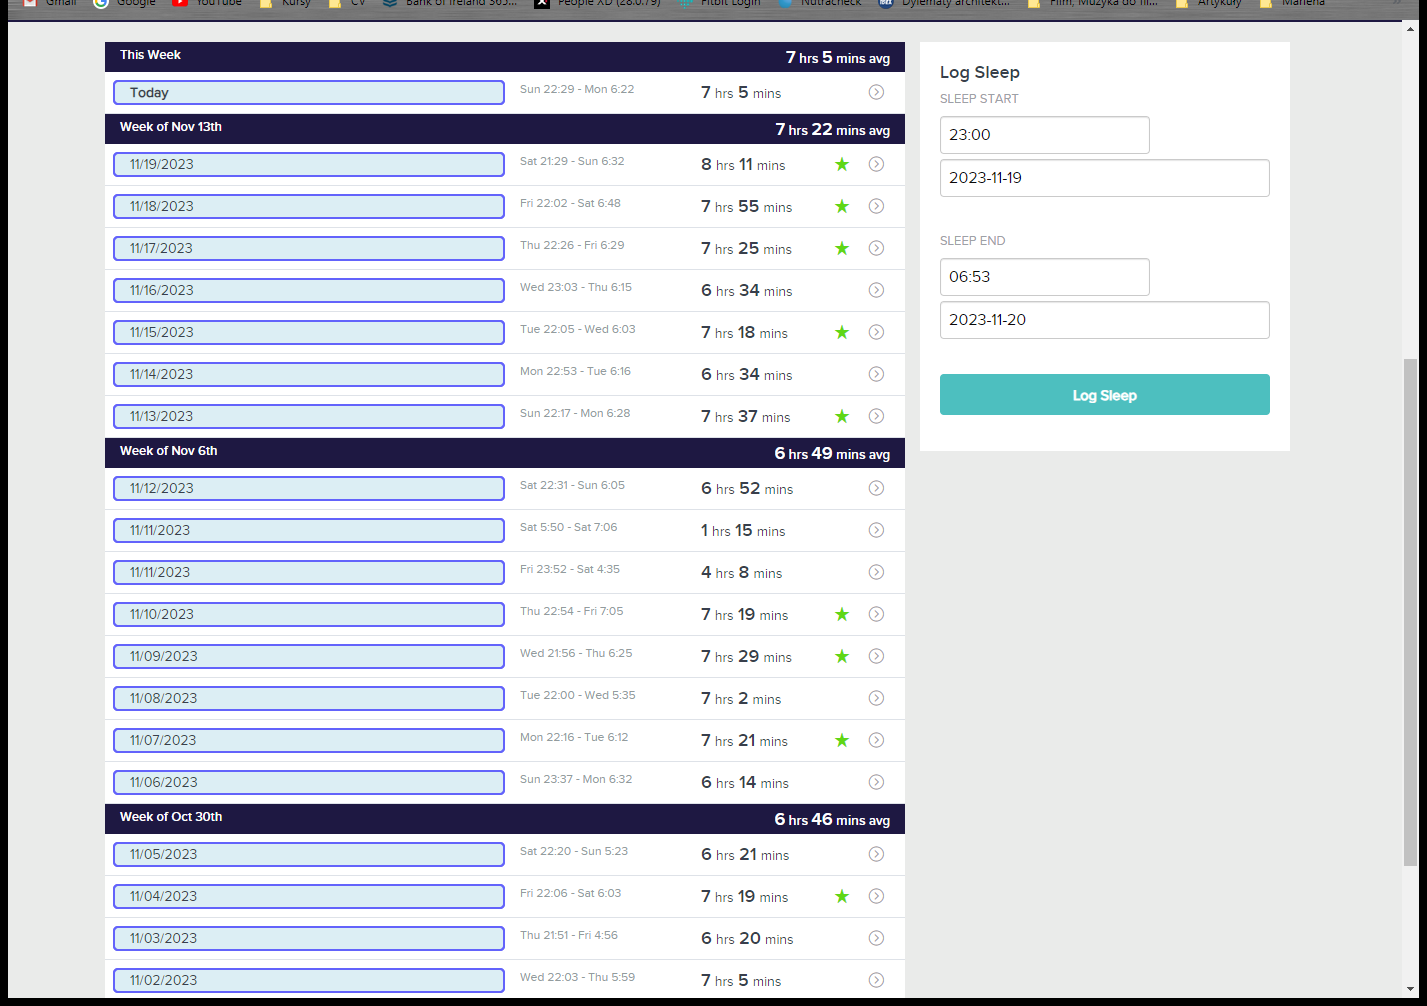 Gmail Google YouTube Kursy CV Bank of Ireland 365... People XD (28.0.79) Fitbit Login Nutracheck Dylematy architekt... Film, Muzyka do fil... Artykuły Marlena
This Week 7 hrs 5 mins avg
Today Sun 22:29 - Mon 6:22 7 hrs 5 mins
Week of Nov 13th 7 hrs 22 mins avg
11/19/2023 Sat 21:29 - Sun 6:32 8 hrs 11 mins
11/18/2023 Fri 22:02 - Sat 6:48 7 hrs 55 mins
11/17/2023 Thu 22:26 - Fri 6:29 7 hrs 25 mins
11/16/2023 Wed 23:03 - Thu 6:15 6 hrs 34 mins
11/15/2023 Tue 22:05 - Wed 6:03 7 hrs 18 mins
11/14/2023 Mon 22:53 - Tue 6:16 6 hrs 34 mins
11/13/2023 Sun 22:17 - Mon 6:28 7 hrs 37 mins
Week of Nov 6th 6 hrs 49 mins avg
11/12/2023 Sat 22:31 - Sun 6:05 6 hrs 52 mins
11/11/2023 Sat 5:50 - Sat 7:06 1 hrs 15 mins
11/11/2023 Fri 23:52 - Sat 4:35 4 hrs 8 mins
11/10/2023 Thu 22:54 - Fri 7:05 7 hrs 19 mins
11/09/2023 Wed 21:56 - Thu 6:25 7 hrs 29 mins
11/08/2023 Tue 22:00 - Wed 5:35 7 hrs 2 mins
11/07/2023 Mon 22:16 - Tue 6:12 7 hrs 21 mins
11/06/2023 Sun 23:37 - Mon 6:32 6 hrs 14 mins
Week of Oct 30th 6 hrs 46 mins avg
11/05/2023 Sat 22:20 - Sun 5:23 6 hrs 21 mins
11/04/2023 Fri 22:06 - Sat 6:03 7 hrs 19 mins
11/03/2023 Thu 21:51 - Fri 4:56 6 hrs 20 mins
11/02/2023 Wed 22:03 - Thu 5:59 7 hrs 5 mins
Log Sleep
SLEEP START
23:00
2023-11-19
SLEEP END
06:53
2023-11-20
Log Sleep